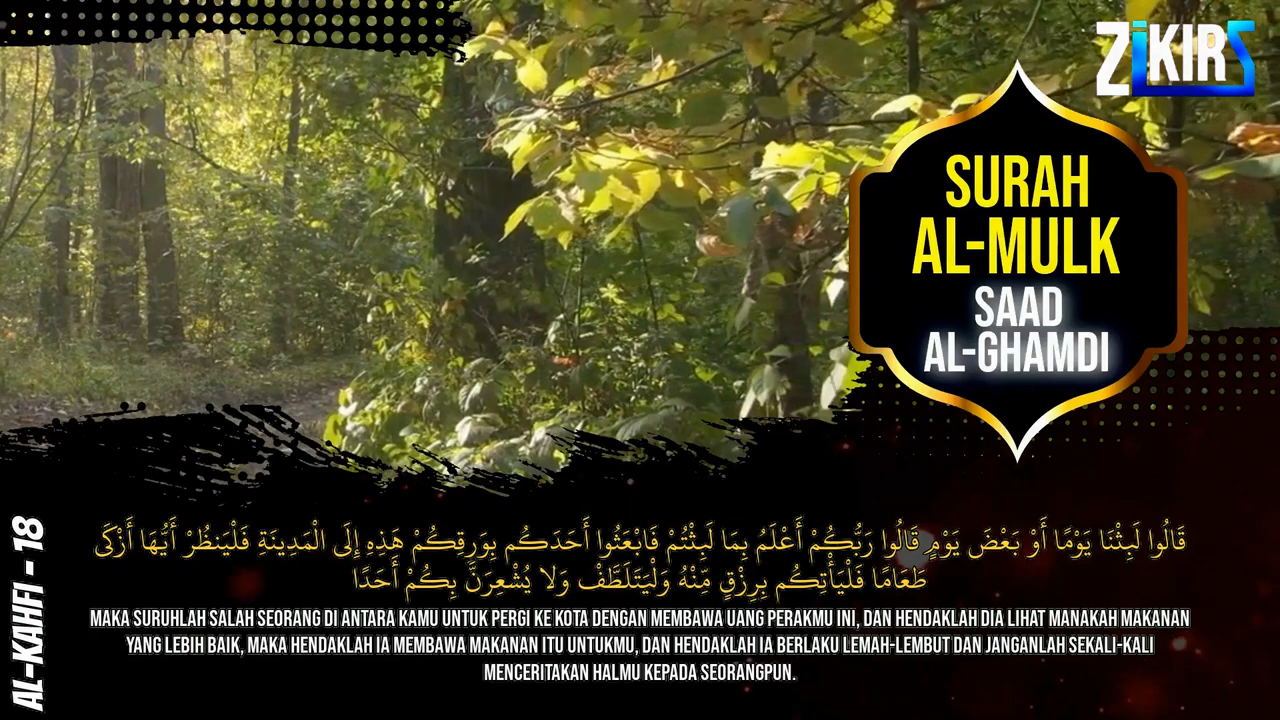 ZIKIRS
SURAH
AL-MULK
SAAD
AL-GHAMDI
AL-KAHFI - 18
قَالُوا لَبِثْنَا يَوْمًا أَوْ بَعْضَ يَوْمٍ قَالُوا رَبُّكُمْ أَعْلَمُ بِمَا لَبِثْتُمْ فَابْعَثُوا أَحَدَكُم بِوَرِقِكُمْ هَذِهِ إِلَى الْمَدِينَةِ فَلْيَنظُرْ أَيُّهَا أَزْكَى
طَعَامًا فَلْيَأْتِكُم بِرِزْقٍ مِّنْهُ وَلْيَتَلَطَّفْ وَلا يُشْعِرَنَّ بِكُمْ أَحَدًا
MAKA SURUHLAH SALAH SEORANG DI ANTARA KAMU UNTUK PERGI KE KOTA DENGAN MEMBAWA UANG PERAKMU INI, DAN HENDAKLAH DIA LIHAT MANAKAH MAKANAN
YANG LEBIH BAIK, MAKA HENDAKLAH IA MEMBAWA MAKANAN ITU UNTUKMU, DAN HENDAKLAH IA BERLAKU LEMAH-LEMBUT DAN JANGANLAH SEKALI-KALI
MENCERITAKAN HALMU KEPADA SEORANGPUN.